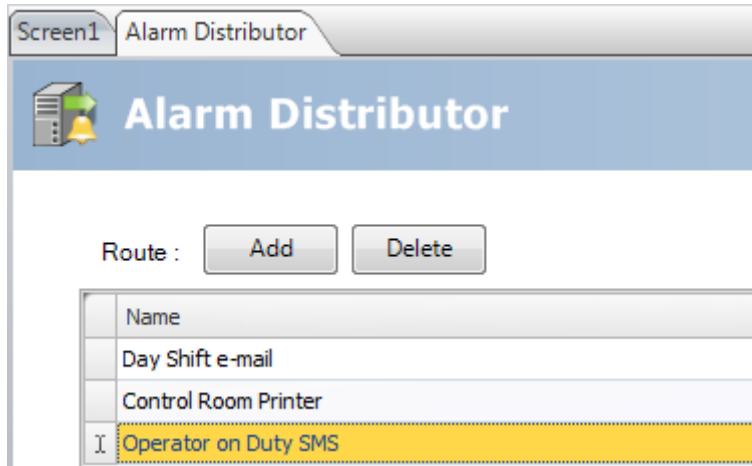 Screen1 Alarm Distributor
Alarm Distributor
Route : Add Delete
Name
Day Shift e-mail
Control Room Printer
Operator on Duty SMS